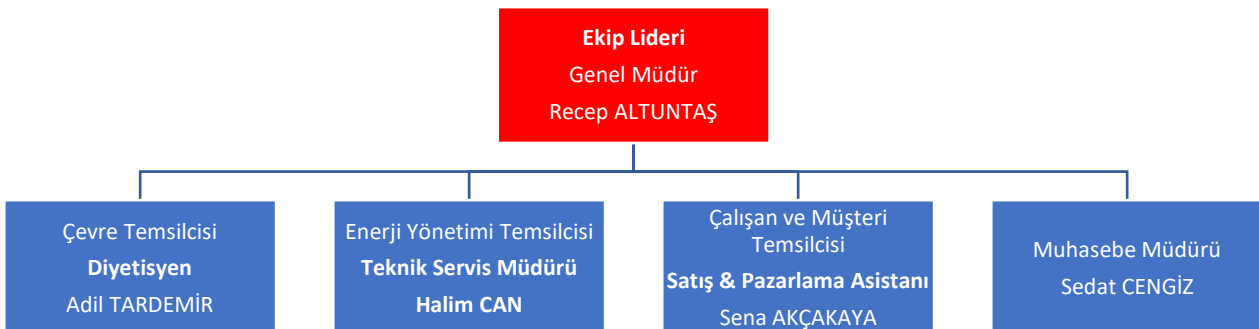 Ekip Lideri
Genel Müdür
Recep ALTUNTAŞ
Çevre Temsilcisi
Diyetisyen
Adil TARDEMİR
Enerji Yönetimi Temsilcisi
Teknik Servis Müdürü
Halim CAN
Çalışan ve Müşteri
Temsilcisi
Satış & Pazarlama Asistanı
Sena AKÇAKAYA
Muhasebe Müdürü
Sedat CENGİZ